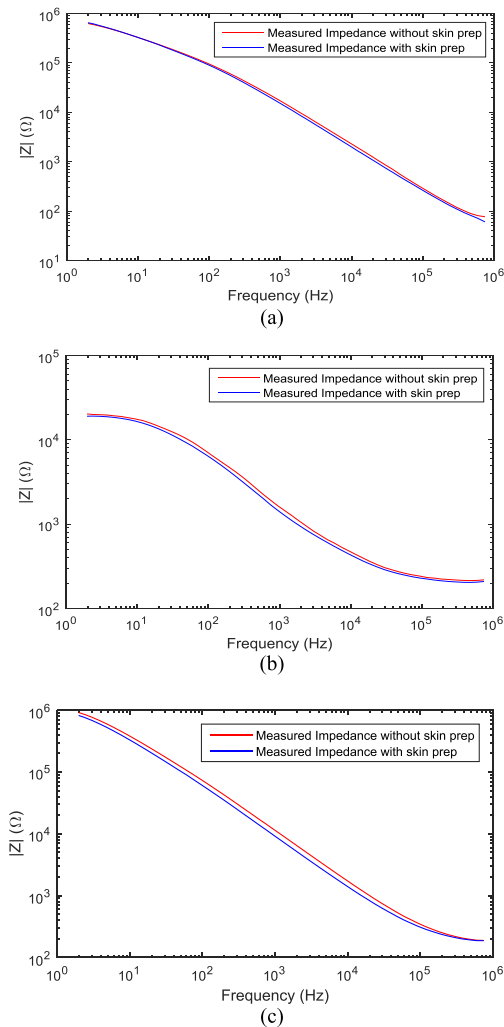 10^6
10^5
10^4
10^3
10^2
10^1
|Z| (Ω)
Measured Impedance without skin prep
Measured Impedance with skin prep
10^0 10^1 10^2 10^3 10^4 10^5 10^6
Frequency (Hz)
(a)
10^5
10^4
10^3
10^2
|Z| (Ω)
Measured Impedance without skin prep
Measured Impedance with skin prep
10^0 10^1 10^2 10^3 10^4 10^5 10^6
Frequency (Hz)
(b)
10^6
10^5
10^4
10^3
10^2
|Z| (Ω)
Measured Impedance without skin prep
Measured Impedance with skin prep
10^0 10^1 10^2 10^3 10^4 10^5 10^6
Frequency (Hz)
(c)